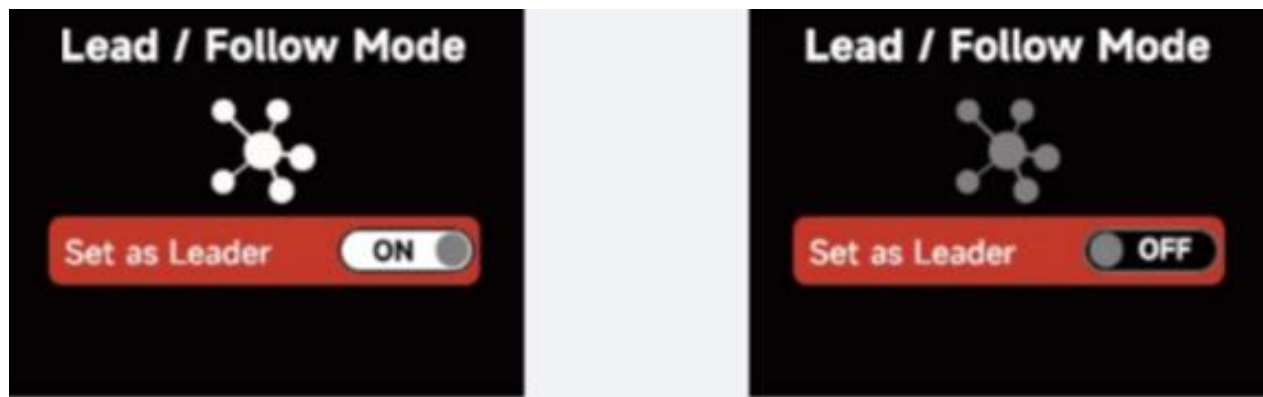 Lead / Follow Mode
Set as Leader ON
Lead / Follow Mode
Set as Leader OFF